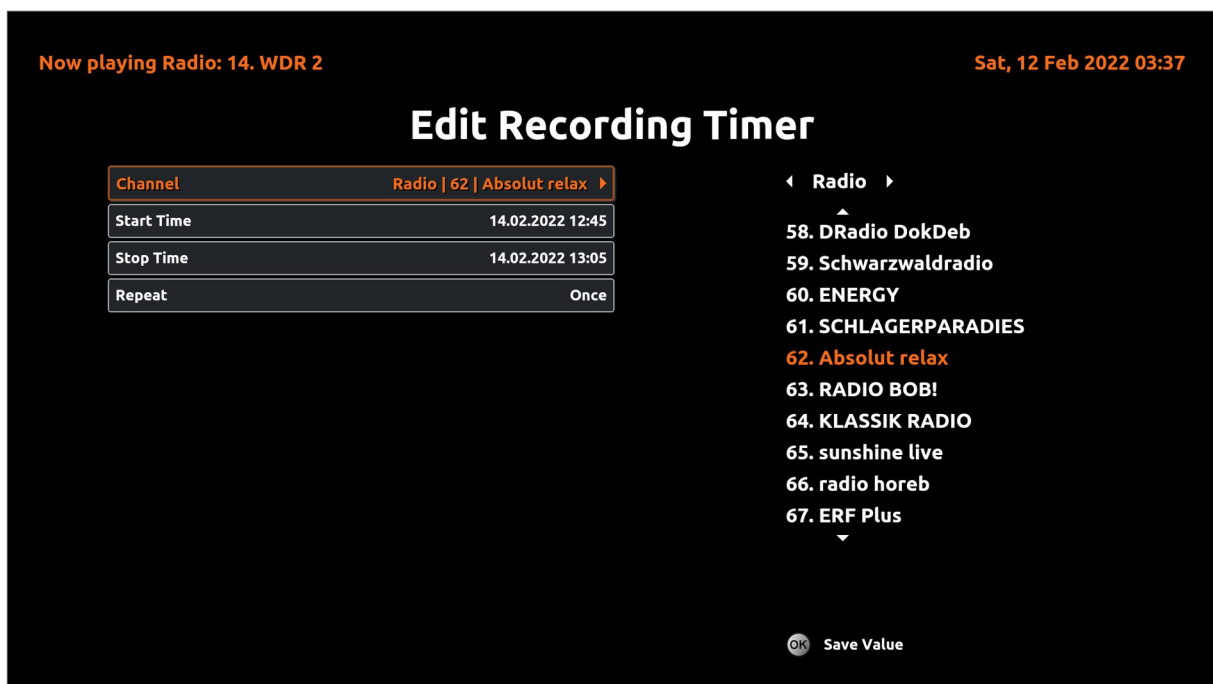 Now playing Radio: 14. WDR 2
Sat, 12 Feb 2022 03:37
Edit Recording Timer
Channel Radio | 62 | Absolut relax
Start Time 14.02.2022 12:45
Stop Time 14.02.2022 13:05
Repeat Once
Radio
58. DRadio DokDeb
59. Schwarzwaldradio
60. ENERGY
61. SCHLAGERPARADIES
62. Absolut relax
63. RADIO BOB!
64. KLASSIK RADIO
65. sunshine live
66. radio horeb
67. ERF Plus
OK Save Value